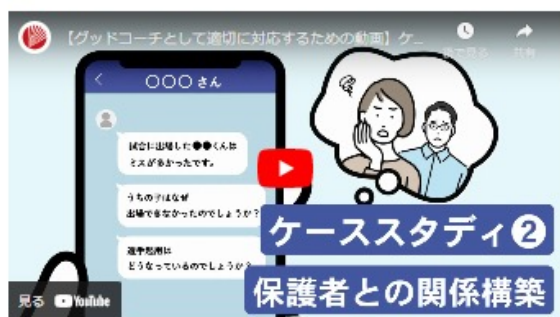 【グッドコーチとして適切に対応するための動画】ケ...
後で見る
共有
○○○さん
試合に出場した●●くんは
ミスが多かったです。
うちの子はなぜ
出場できなかったのでしょうか?
選手起用は
どうなっているのでしょうか?
ケーススタディ❷
保護者との関係構築
見る YouTube